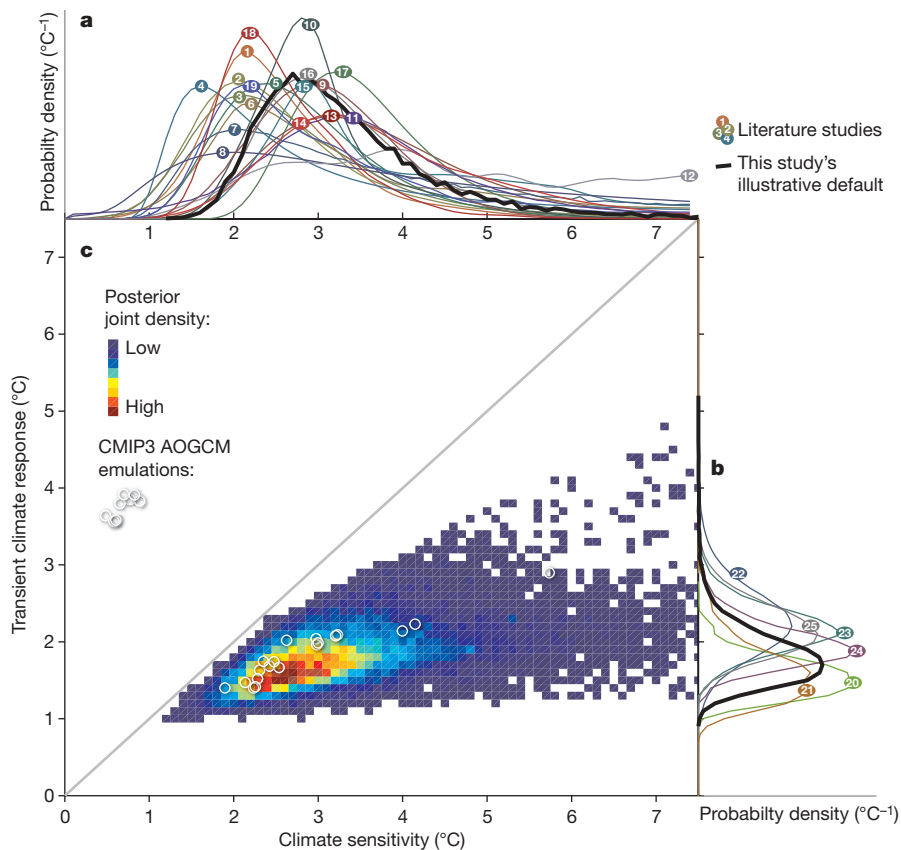 a
Probability density (°C⁻¹)
18
10
1
17
16
2
4
19
5
15
9
3
6
14
13
11
7
8
12
1
2
3
4
Literature studies
This study's
illustrative default
1 2 3 4 5 6 7
c
7
6
5
4
3
2
1
0
Transient climate response (°C)
Posterior
joint density:
Low
High
CMIP3 AOGCM
emulations:
b
22
25
23
24
20
21
0 1 2 3 4 5 6 7
Climate sensitivity (°C)
Probabilty density (°C⁻¹)